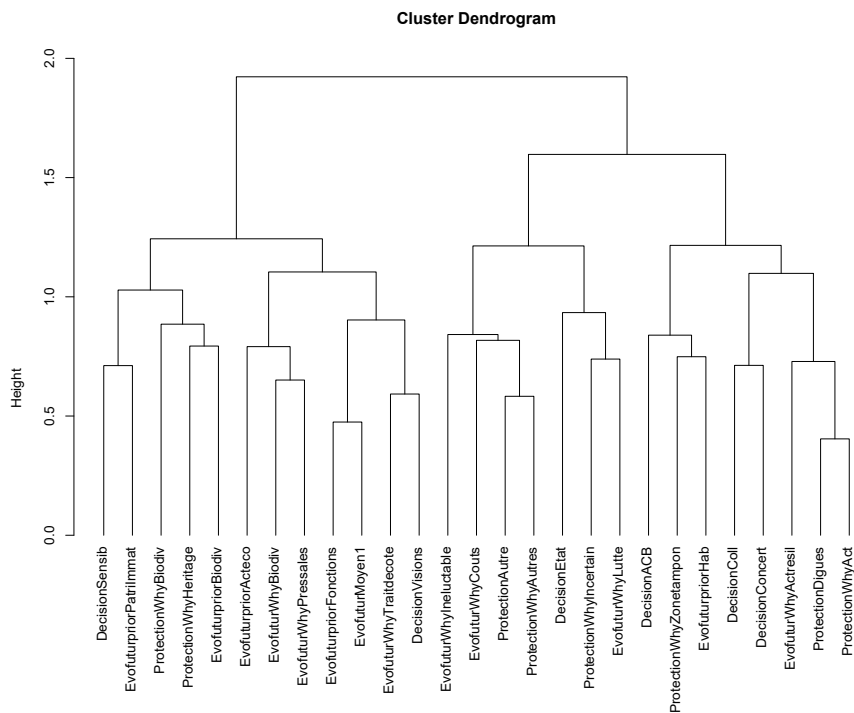 Cluster Dendrogram
Height
2.0
1.5
1.0
0.5
0.0
DecisionSensib
EvofuturpriorPatriImmat
ProtectionWhyBiodiv
ProtectionWhyHeritage
EvofuturpriorBiodiv
EvofuturpriorActeco
EvofuturWhyBiodiv
EvofuturWhyPressales
EvofuturpriorFonctions
EvofuturMoyen1
EvofuturWhyTraitdecote
DecisionVisions
EvofuturWhyIneluctable
EvofuturWhyCouts
ProtectionAutre
ProtectionWhyAutres
DecisionEtat
ProtectionWhyIncertain
EvofuturWhyLutte
DecisionACB
ProtectionWhyZonetampon
EvofuturpriorHab
DecisionColl
DecisionConcert
EvofuturWhyActresil
ProtectionDigues
ProtectionWhyAct